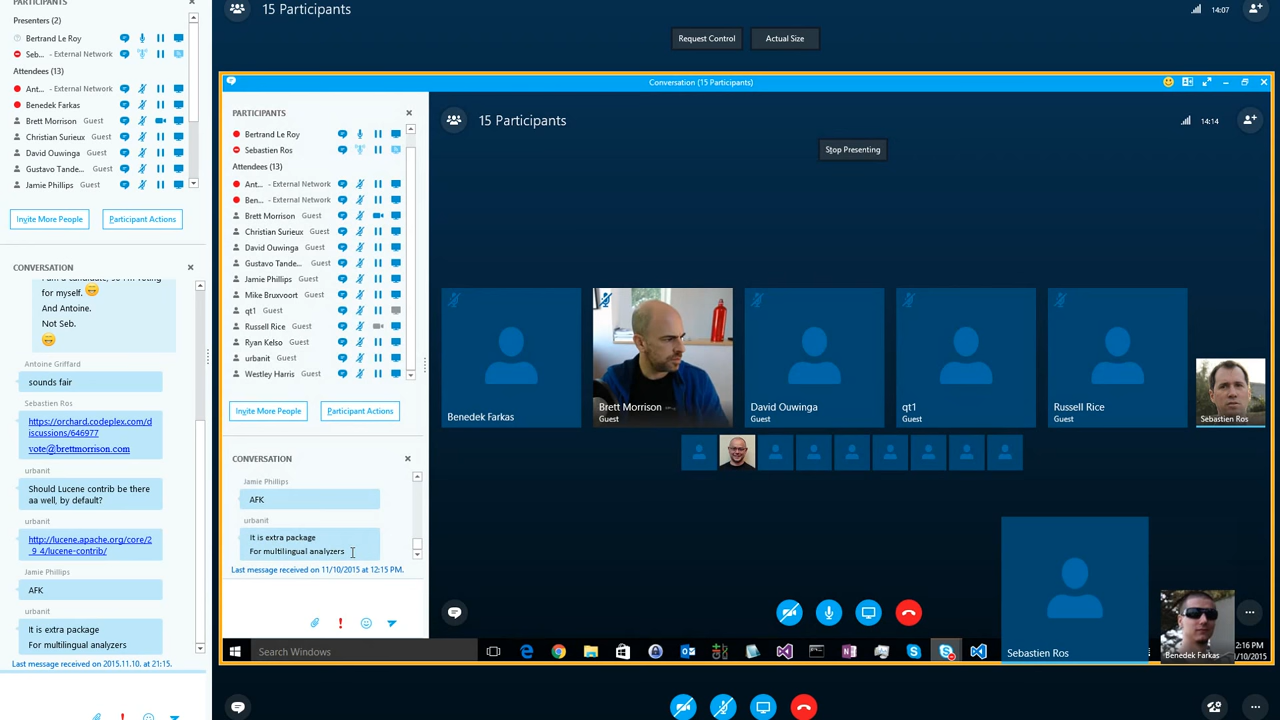 PARTICIPANTS
Presenters (2)
Bertrand Le Roy
Seb... - External Network
Attendees (13)
Ant... - External Network
Benedek Farkas
Brett Morrison Guest
Christian Surieux Guest
David Ouwinga Guest
Gustavo Tande... Guest
Jamie Phillips Guest
Invite More People
Participant Actions
CONVERSATION
I am a candidate, so I'm voting
for myself.
And Antoine.
Not Seb.
Antoine Griffard
sounds fair
Sebastien Ros
https://orchard.codeplex.com/d
iscussions/646977
vote@brettmorrison.com
urbanit
Should Lucene contrib be there
aa well, by default?
urbanit
http://lucene.apache.org/core/2
_9_4/lucene-contrib/
Jamie Phillips
AFK
urbanit
It is extra package
For multilingual analyzers
Last message received on 2015.11.10. at 21:15.
15 Participants
14:07
Request Control
Actual Size
Conversation (15 Participants)
PARTICIPANTS
Bertrand Le Roy
Sebastien Ros
Attendees (13)
Ant... - External Network
Ben... - External Network
Brett Morrison Guest
Christian Surieux Guest
David Ouwinga Guest
Gustavo Tande... Guest
Jamie Phillips Guest
Mike Bruxvoort Guest
qt1 Guest
Russell Rice Guest
Ryan Kelso Guest
urbanit Guest
Westley Harris Guest
Invite More People
Participant Actions
CONVERSATION
Jamie Phillips
AFK
urbanit
It is extra package
For multilingual analyzers
Last message received on 11/10/2015 at 12:15 PM.
15 Participants
14:14
Stop Presenting
Benedek Farkas
Brett Morrison
Guest
David Ouwinga
Guest
qt1
Guest
Russell Rice
Guest
Sebastien Ros
Sebastien Ros
Benedek Farkas
Search Windows
2:16 PM
/10/2015